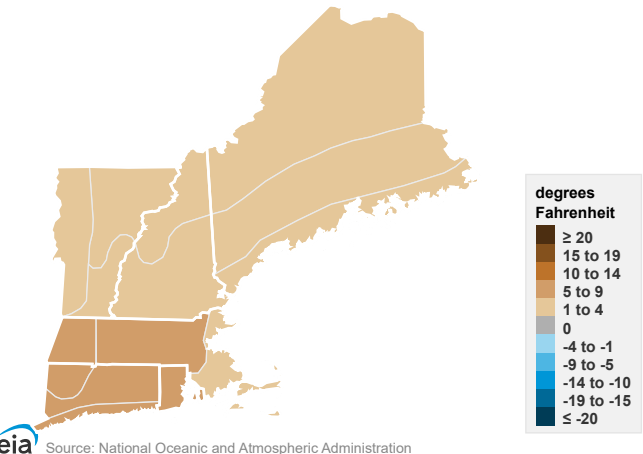 degrees
Fahrenheit
≥ 20
15 to 19
10 to 14
5 to 9
1 to 4
0
-4 to -1
-9 to -5
-14 to -10
-19 to -15
≤ -20
eia Source: National Oceanic and Atmospheric Administration